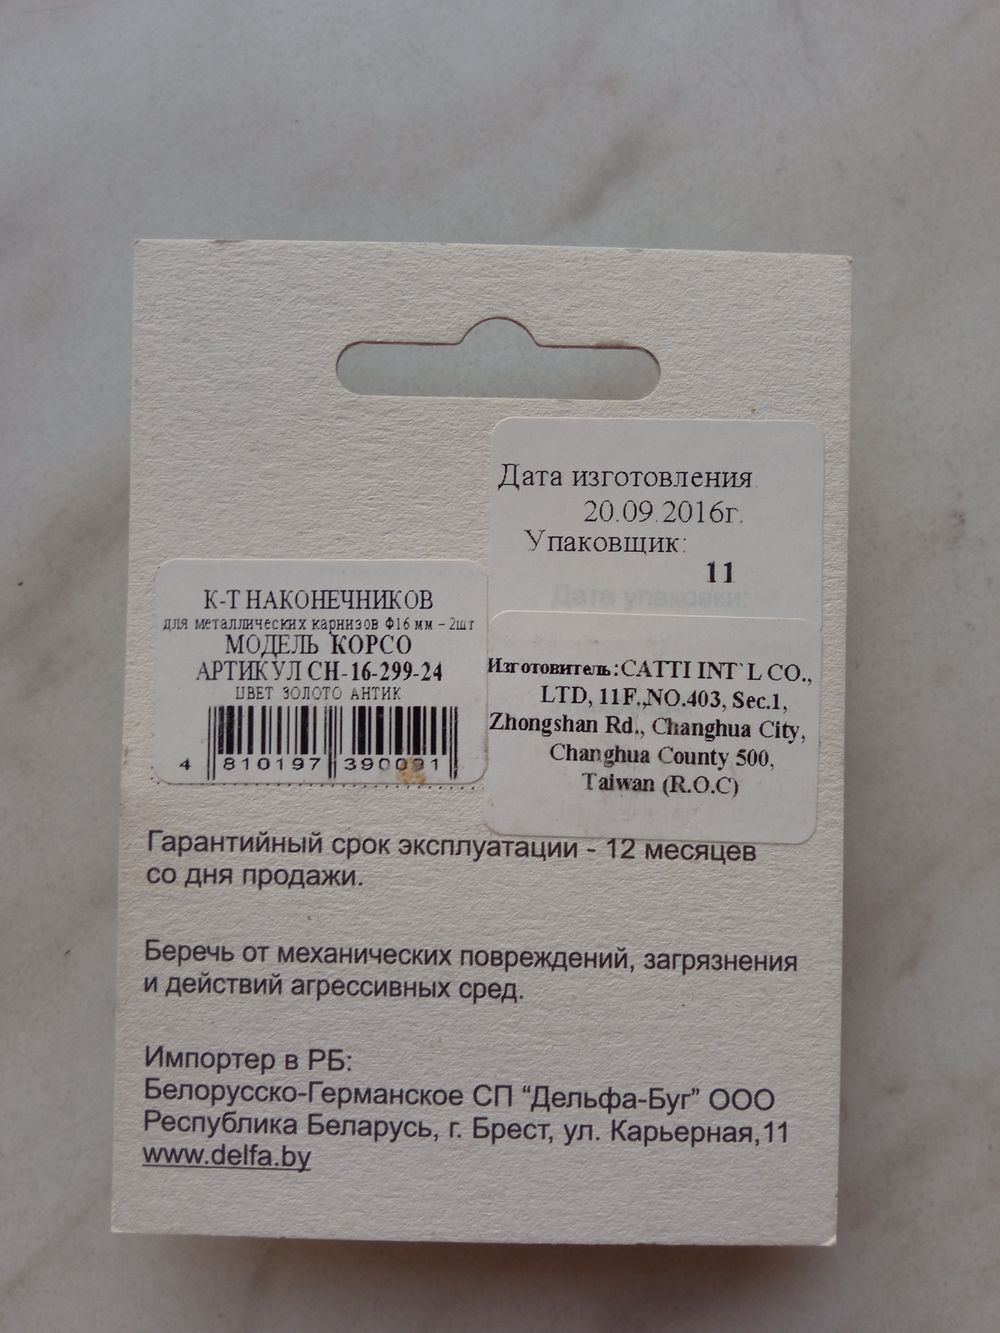 Дата изготовления
20.09.2016г.
Упаковщик:
11
Дата упаковки:
К-Т НАКОНЕЧНИКОВ
для металлических карнизов Ф16 мм - 2шт
МОДЕЛЬ КОРСО
АРТИКУЛ СН-16-299-24
ЦВЕТ ЗОЛОТО АНТИК
4 810197 390091
Изготовитель: CATTI INT`L CO.,
LTD, 11F.,NO.403, Sec.1,
Zhongshan Rd., Changhua City,
Changhua County 500,
Taiwan (R.O.C)
Гарантийный срок эксплуатации - 12 месяцев
со дня продажи.
Беречь от механических повреждений, загрязнения
и действий агрессивных сред.
Импортер в РБ:
Белорусско-Германское СП “Дельфа-Буг” ООО
Республика Беларусь, г. Брест, ул. Карьерная,11
www.delfa.by